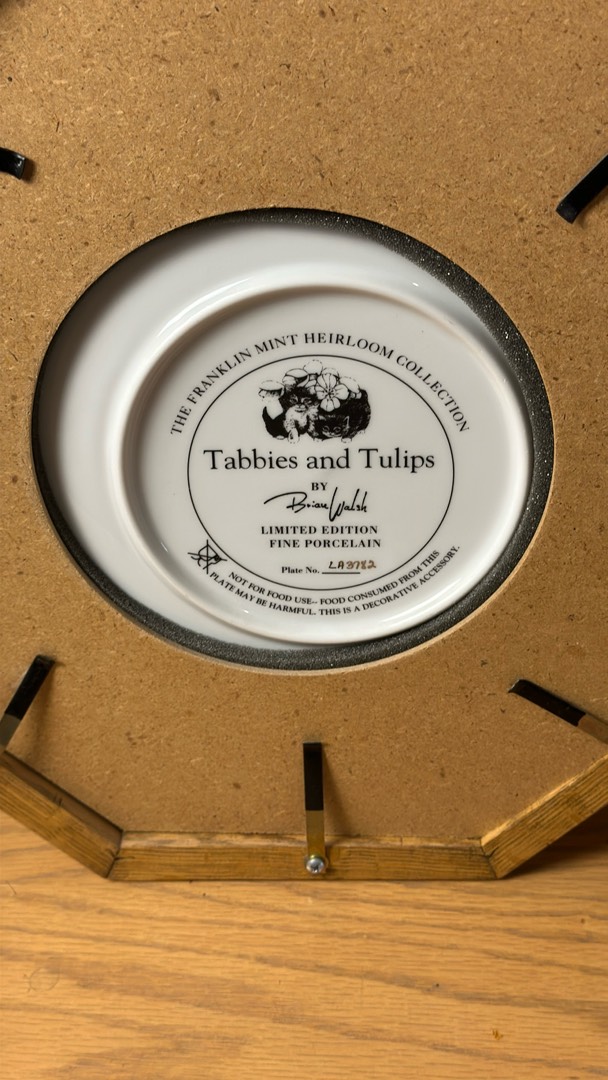 THE FRANKLIN MINT HEIRLOOM COLLECTION
Tabbies and Tulips
BY
Brian Walsh
LIMITED EDITION
FINE PORCELAIN
Plate No. LA3782
NOT FOR FOOD USE-- FOOD CONSUMED FROM THIS
PLATE MAY BE HARMFUL. THIS IS A DECORATIVE ACCESSORY.